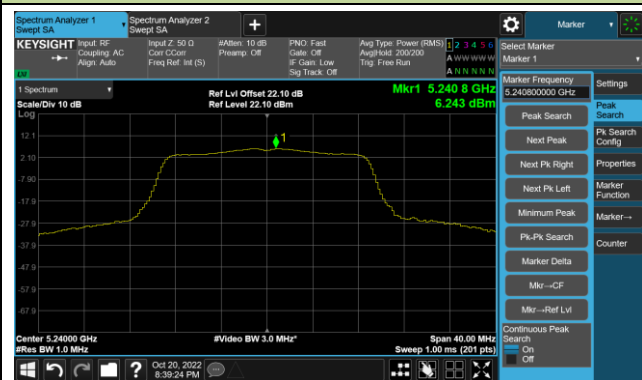 Spectrum Analyzer 1
Swept SA
Spectrum Analyzer 2
Swept SA
+
Marker
KEYSIGHT
Input: RF
Coupling: AC
Align: Auto
Input Z: 50 Ω
Corr CCorr
Freq Ref: Int (S)
#Atten: 10 dB
Preamp: Off
PNO: Fast
Gate: Off
IF Gain: Low
Sig Track: Off
Avg Type: Power (RMS)
Avg|Hold: 200/200
Trig: Free Run
1 2 3 4 5 6
A W W W W W
A N N N N N
Select Marker
Marker 1
1 Spectrum
Scale/Div 10 dB
Log
Ref Lvl Offset 22.10 dB
Ref Level 22.10 dBm
Mkr1 5.240 8 GHz
6.243 dBm
1
12.1
2.10
-7.90
-17.9
-27.9
-37.9
-47.9
-57.9
-67.9
Center 5.24000 GHz
#Res BW 1.0 MHz
#Video BW 3.0 MHz*
Span 40.00 MHz
Sweep 1.00 ms (201 pts)
Marker Frequency
5.240800000 GHz
Peak Search
Next Peak
Next Pk Right
Next Pk Left
Minimum Peak
Pk-Pk Search
Marker Delta
Mkr→CF
Mkr→Ref Lvl
Continuous Peak
Search
On
Off
Settings
Peak
Search
Pk Search
Config
Properties
Marker
Function
Marker→
Counter
?
Oct 20, 2022
8:39:24 PM